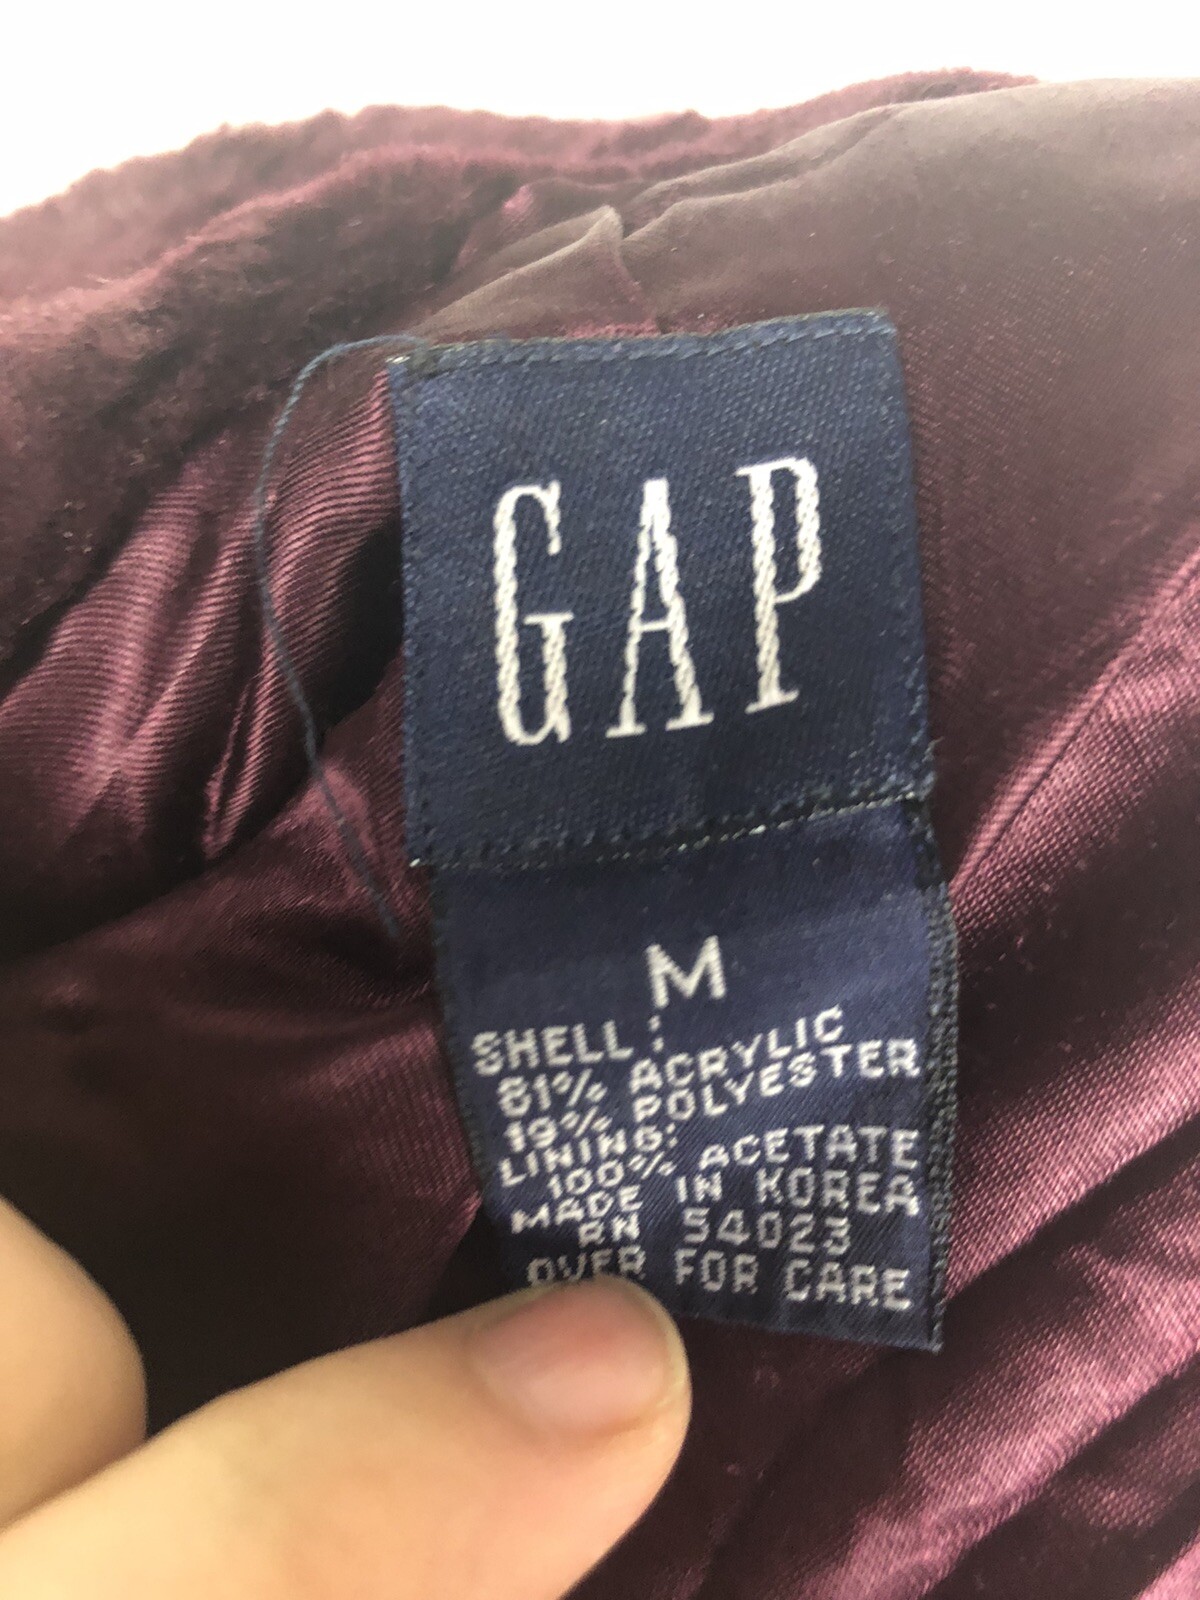 GAP
M
SHELL:
81% ACRYLIC
19% POLYESTER
LINING:
100% ACETATE
MADE IN KOREA
RN 54023
OVER FOR CARE